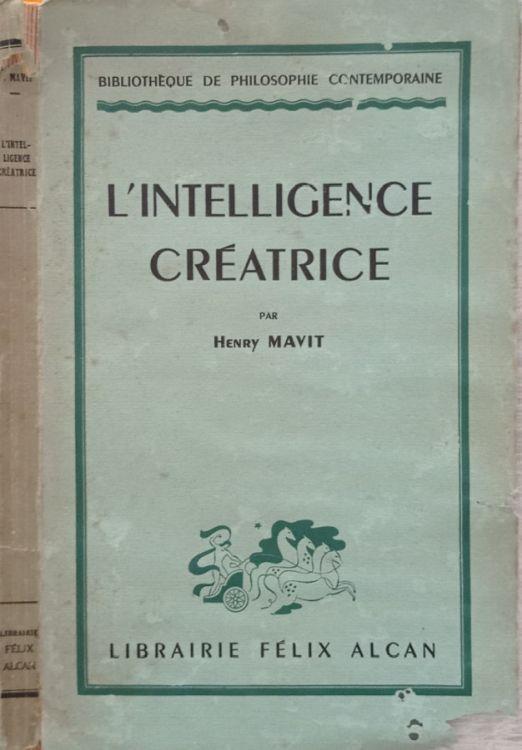 . MAVIT
L'INTEL-
LIGENCE
CRÉATRICE
LIBRAIRIE
FÉLIX
ALCAN
BIBLIOTHÈQUE DE PHILOSOPHIE CONTEMPORAINE
L'INTELLIGENCE
CRÉATRICE
PAR
HENRY MAVIT
LIBRAIRIE FÉLIX ALCAN